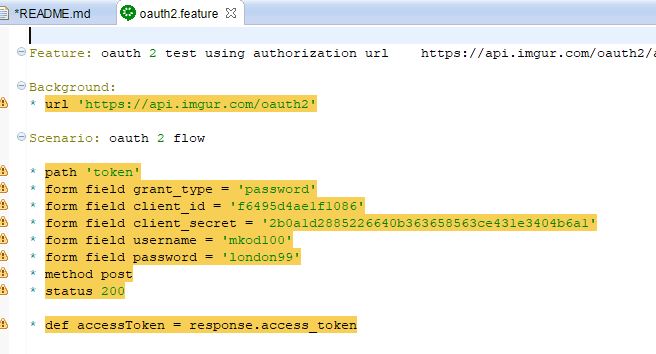 *README.md oauth2.feature
Feature: oauth 2 test using authorization url https://api.imgur.com/oauth2/a
Background:
* url 'https://api.imgur.com/oauth2'
Scenario: oauth 2 flow
* path 'token'
* form field grant_type = 'password'
* form field client_id = 'f6495d4ae1f1086'
* form field client_secret = '2b0a1d2885226640b363658563ce431e3404b6a1'
* form field username = 'mkod100'
* form field password = 'london99'
* method post
* status 200
* def accessToken = response.access_token